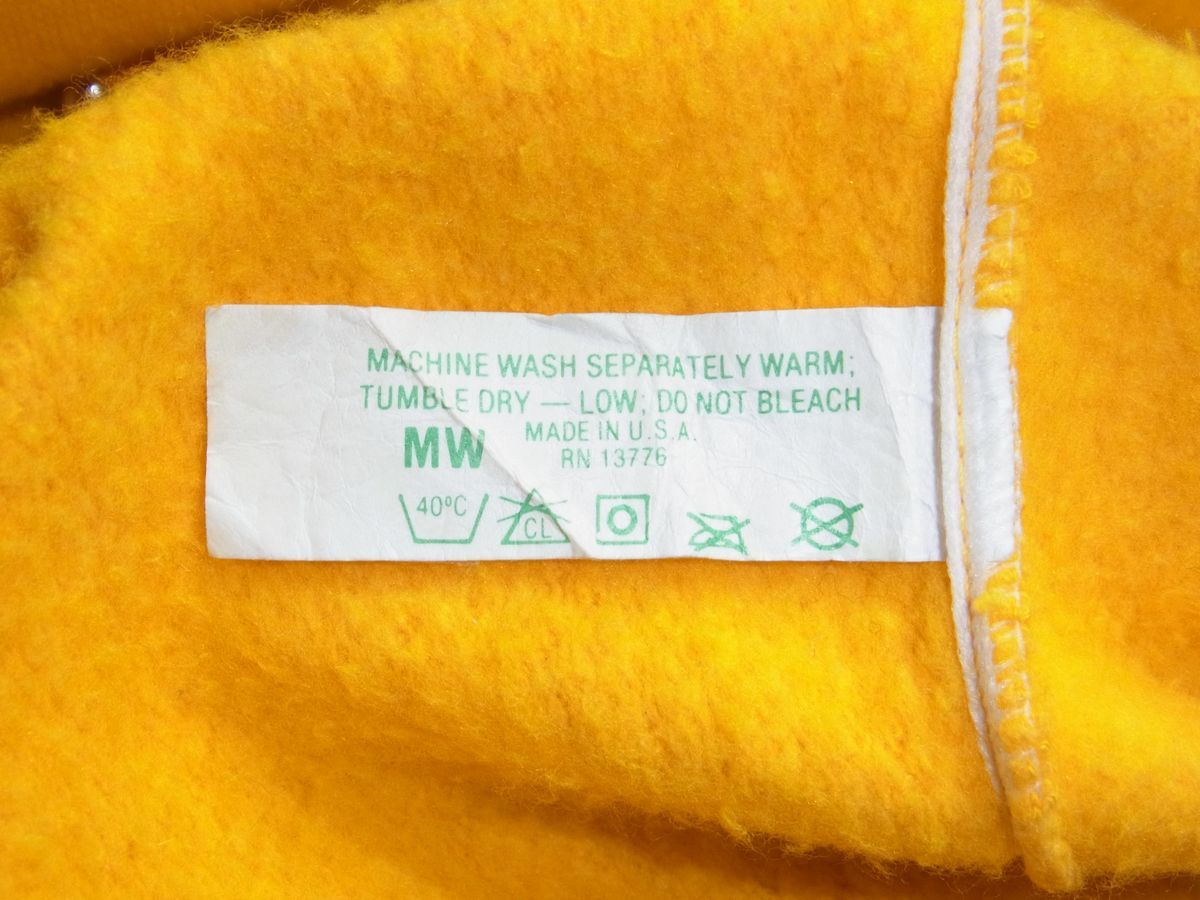 MACHINE WASH SEPARATELY WARM;
TUMBLE DRY — LOW; DO NOT BLEACH
MW MADE IN U.S.A.
RN 13776
40°C CL